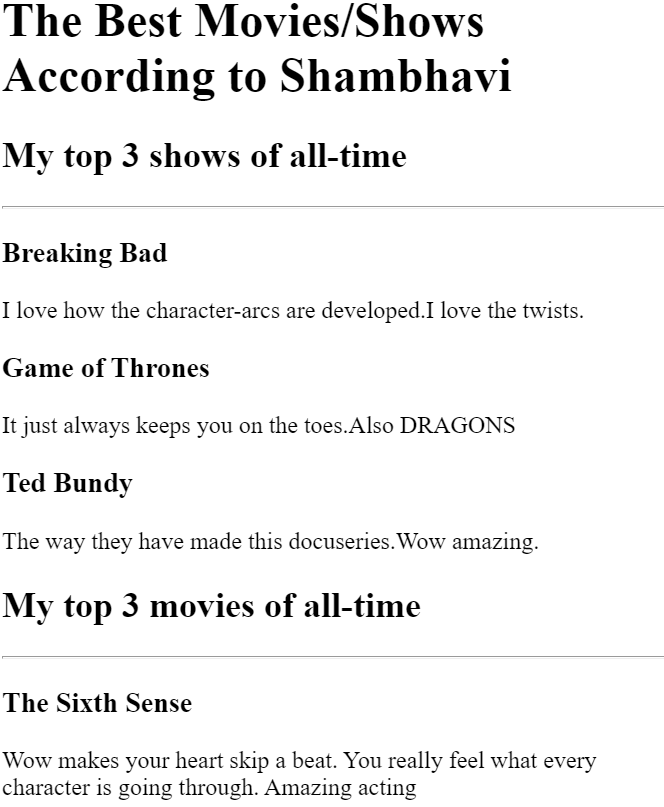 The Best Movies/Shows
According to Shambhavi
My top 3 shows of all-time
Breaking Bad
I love how the character-arcs are developed.I love the twists.
Game of Thrones
It just always keeps you on the toes.Also DRAGONS
Ted Bundy
The way they have made this docuseries.Wow amazing.
My top 3 movies of all-time
The Sixth Sense
Wow makes your heart skip a beat. You really feel what every
character is going through. Amazing acting